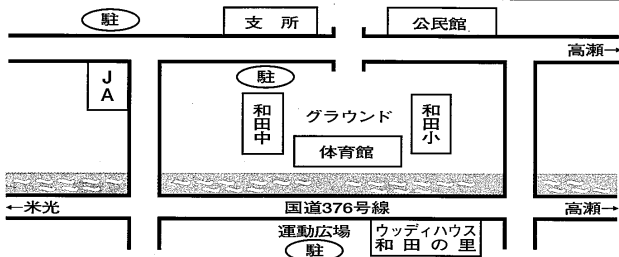 駐
支所
公民館
高瀬→
JA
駐
和田中
グラウンド
和田小
体育館
←米光
国道376号線
高瀬→
運動広場
駐
ウッディハウス
和田の里